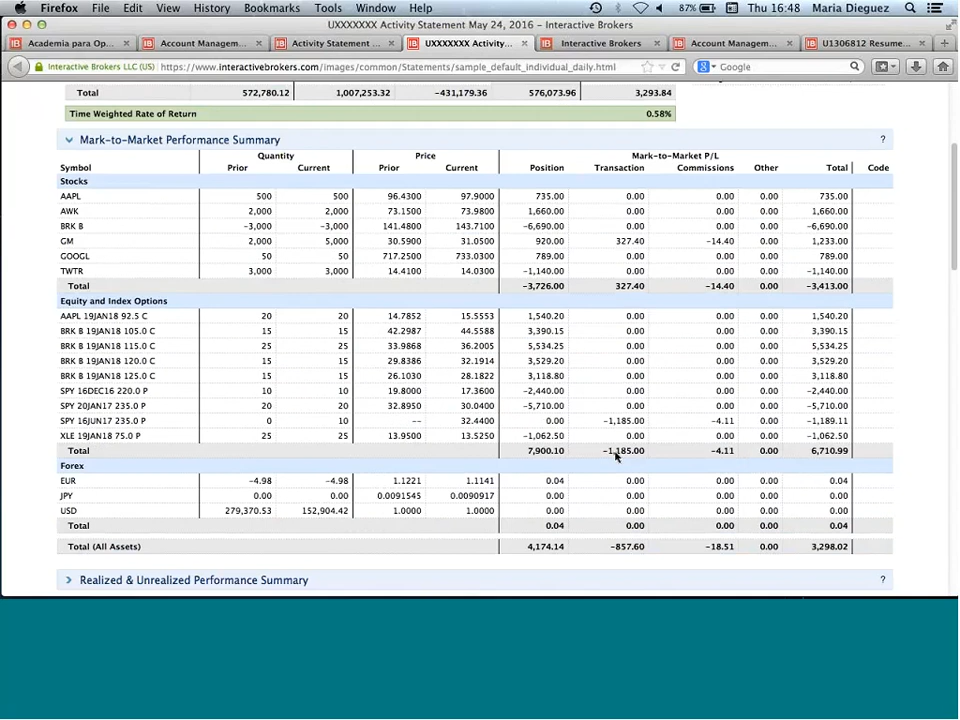 Firefox File Edit View History Bookmarks Tools Window Help 87% Thu 16:48 Maria Dieguez
UXXXXXXX Activity Statement May 24, 2016 - Interactive Brokers
Academia para Op... Account Managem... Activity Statement ... UXXXXXXX Activity... Interactive Brokers Account Managem... U1306812 Resume...
Interactive Brokers LLC (US) https://www.interactivebrokers.com/images/common/Statements/sample_default_individual_daily.html Google
Total 572,780.12 1,007,253.32 -431,179.36 576,073.96 3,293.84
Time Weighted Rate of Return 0.58%
Mark-to-Market Performance Summary ?
Quantity Price Mark-to-Market P/L
Symbol Prior Current Prior Current Position Transaction Commissions Other Total Code
Stocks
AAPL 500 500 96.4300 97.9000 735.00 0.00 0.00 0.00 735.00
AWK 2,000 2,000 73.1500 73.9800 1,660.00 0.00 0.00 0.00 1,660.00
BRK B -3,000 -3,000 141.4800 143.7100 -6,690.00 0.00 0.00 0.00 -6,690.00
GM 2,000 5,000 30.5900 31.0500 920.00 327.40 -14.40 0.00 1,233.00
GOOGL 50 50 717.2500 733.0300 789.00 0.00 0.00 0.00 789.00
TWTR 3,000 3,000 14.4100 14.0300 -1,140.00 0.00 0.00 0.00 -1,140.00
Total -3,726.00 327.40 -14.40 0.00 -3,413.00
Equity and Index Options
AAPL 19JAN18 92.5 C 20 20 14.7852 15.5553 1,540.20 0.00 0.00 0.00 1,540.20
BRK B 19JAN18 105.0 C 15 15 42.2987 44.5588 3,390.15 0.00 0.00 0.00 3,390.15
BRK B 19JAN18 115.0 C 25 25 33.9868 36.2005 5,534.25 0.00 0.00 0.00 5,534.25
BRK B 19JAN18 120.0 C 15 15 29.8386 32.1914 3,529.20 0.00 0.00 0.00 3,529.20
BRK B 19JAN18 125.0 C 15 15 26.1030 28.1822 3,118.80 0.00 0.00 0.00 3,118.80
SPY 16DEC16 220.0 P 10 10 19.8000 17.3600 -2,440.00 0.00 0.00 0.00 -2,440.00
SPY 20JAN17 235.0 P 20 20 32.8950 30.0400 -5,710.00 0.00 0.00 0.00 -5,710.00
SPY 16JUN17 235.0 P 0 10 -- 32.4400 0.00 -1,185.00 -4.11 0.00 -1,189.11
XLE 19JAN18 75.0 P 25 25 13.9500 13.5250 -1,062.50 0.00 0.00 0.00 -1,062.50
Total 7,900.10 -1,185.00 -4.11 0.00 6,710.99
Forex
EUR -4.98 -4.98 1.1221 1.1141 0.04 0.00 0.00 0.00 0.04
JPY 0.00 0.00 0.0091545 0.0090917 0.00 0.00 0.00 0.00 0.00
USD 279,370.53 152,904.42 1.0000 1.0000 0.00 0.00 0.00 0.00 0.00
Total 0.04 0.00 0.00 0.00 0.04
Total (All Assets) 4,174.14 -857.60 -18.51 0.00 3,298.02
Realized & Unrealized Performance Summary ?